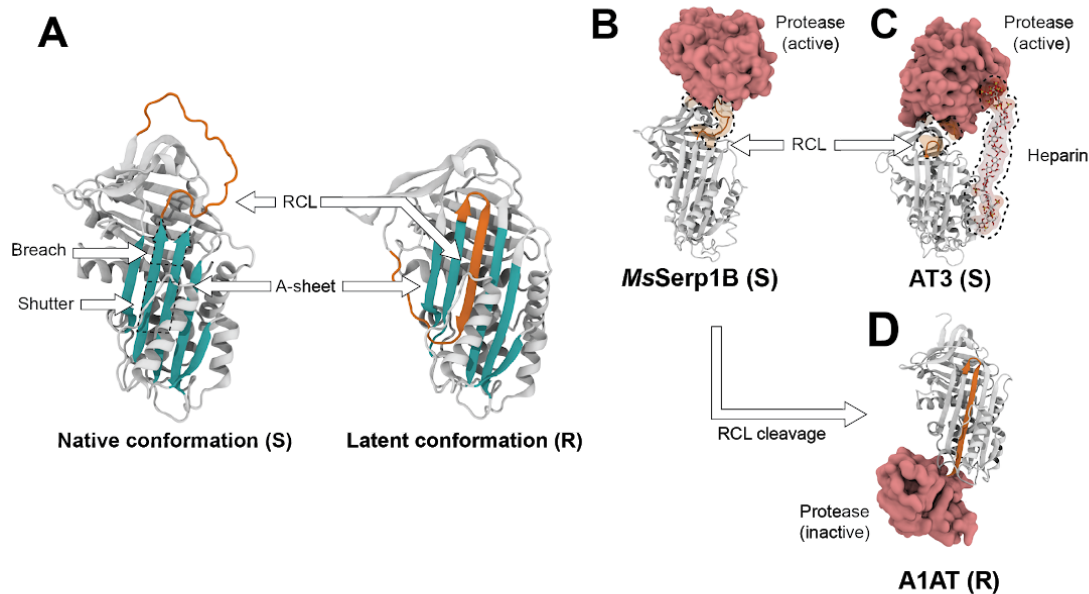 A
RCL
Breach
A-sheet
Shutter
Native conformation (S)
Latent conformation (R)
B
Protease
(active)
C
Protease
(active)
RCL
Heparin
MsSerp1B (S)
AT3 (S)
RCL cleavage
D
Protease
(inactive)
A1AT (R)